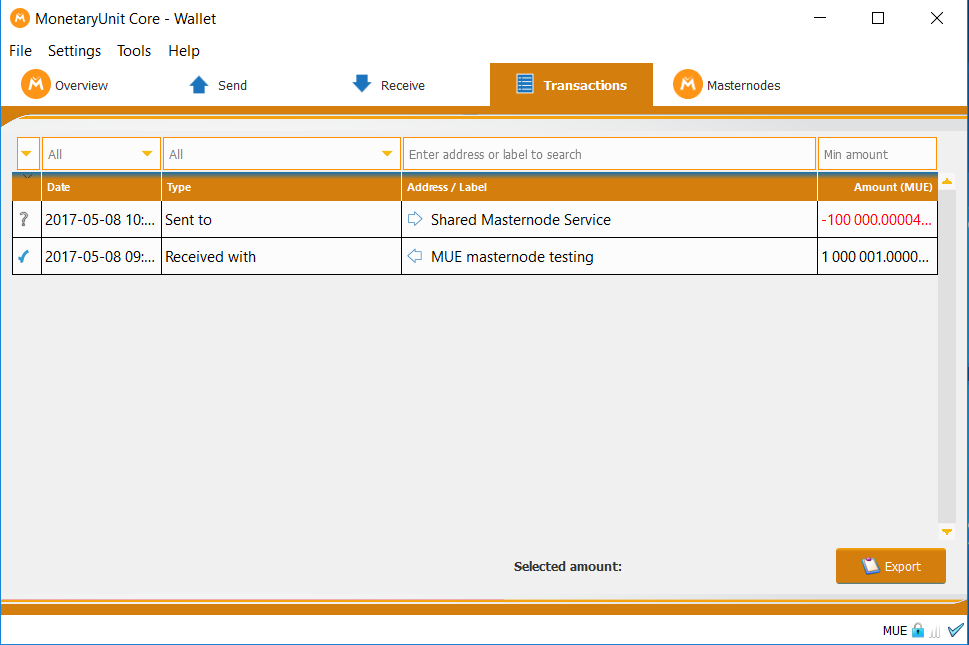 MonetaryUnit Core - Wallet
File Settings Tools Help
Overview Send Receive Transactions Masternodes
All All Enter address or label to search Min amount
Date Type Address / Label Amount (MUE)
2017-05-08 10:... Sent to Shared Masternode Service -100 000.00004...
2017-05-08 09:... Received with MUE masternode testing 1 000 001.0000...
Selected amount: Export
MUE